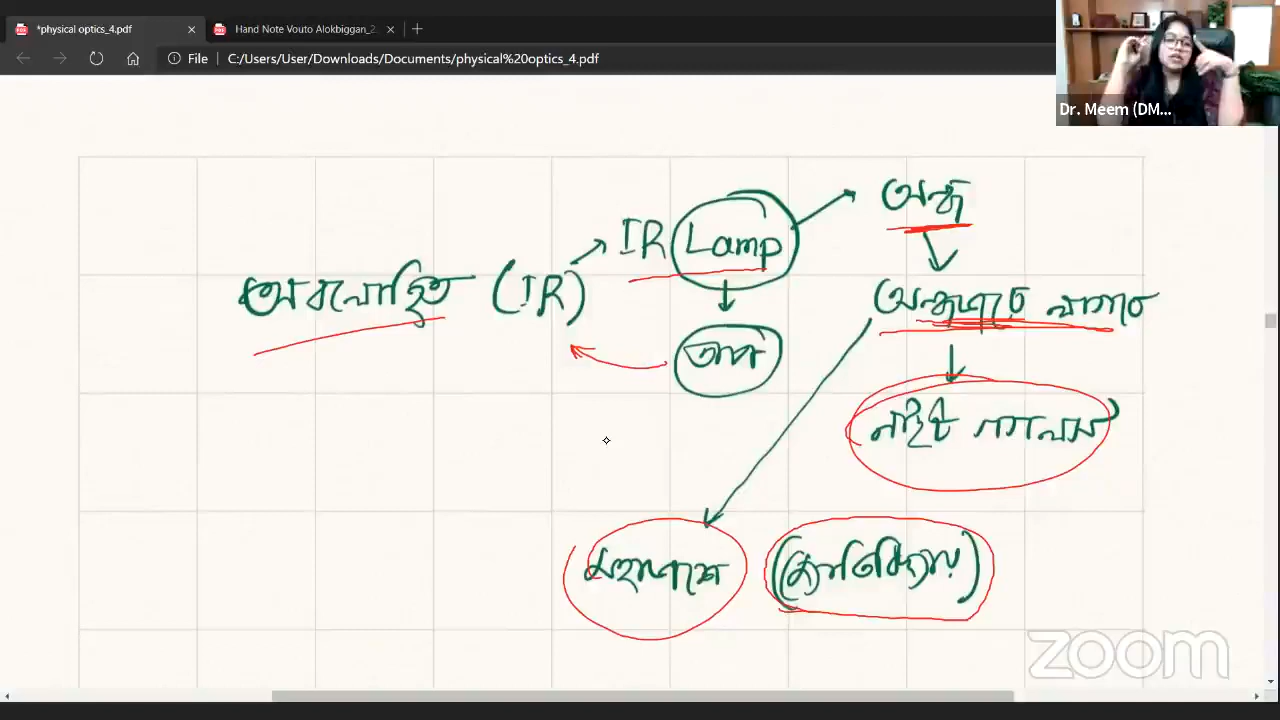 *physical optics_4.pdf
Hand Note Vouto Alokbiggan_2
File C:/Users/User/Downloads/Documents/physical%20optics_4.pdf
Dr. Meem (DM...
IR Lamp
অন্ধ
অবলোহিত (IR)
অন্ধকারে
তাপ
নাইট
মহাকাশে (জ্যোতির্বিদ্যায়)
zoom